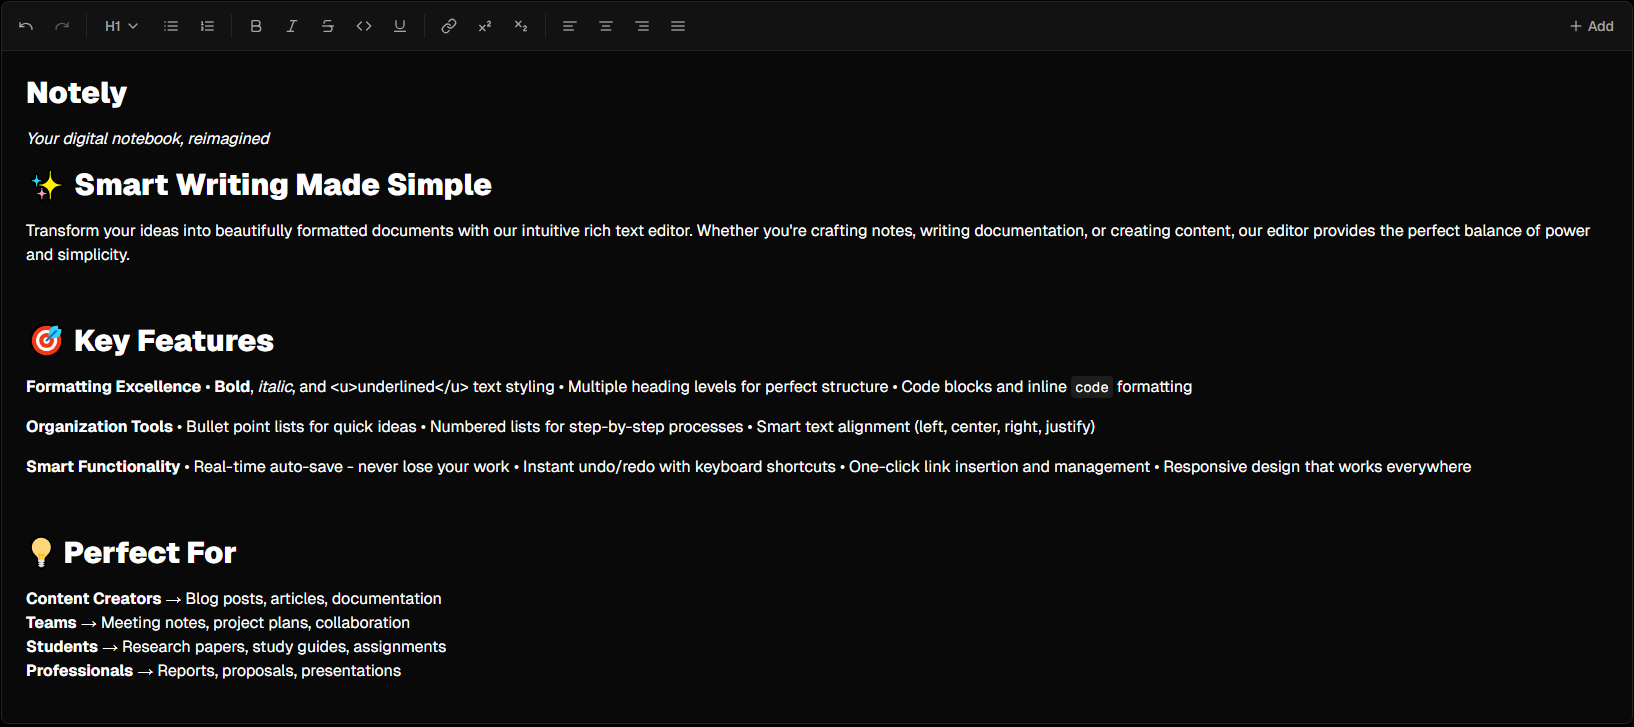 H1
Add
Notely
Your digital notebook, reimagined
✨ Smart Writing Made Simple
Transform your ideas into beautifully formatted documents with our intuitive rich text editor. Whether you're crafting notes, writing documentation, or creating content, our editor provides the perfect balance of power
and simplicity.
🎯 Key Features
Formatting Excellence • Bold, italic, and <u>underlined</u> text styling • Multiple heading levels for perfect structure • Code blocks and inline code formatting
Organization Tools • Bullet point lists for quick ideas • Numbered lists for step-by-step processes • Smart text alignment (left, center, right, justify)
Smart Functionality • Real-time auto-save - never lose your work • Instant undo/redo with keyboard shortcuts • One-click link insertion and management • Responsive design that works everywhere
💡 Perfect For
Content Creators → Blog posts, articles, documentation
Teams → Meeting notes, project plans, collaboration
Students → Research papers, study guides, assignments
Professionals → Reports, proposals, presentations